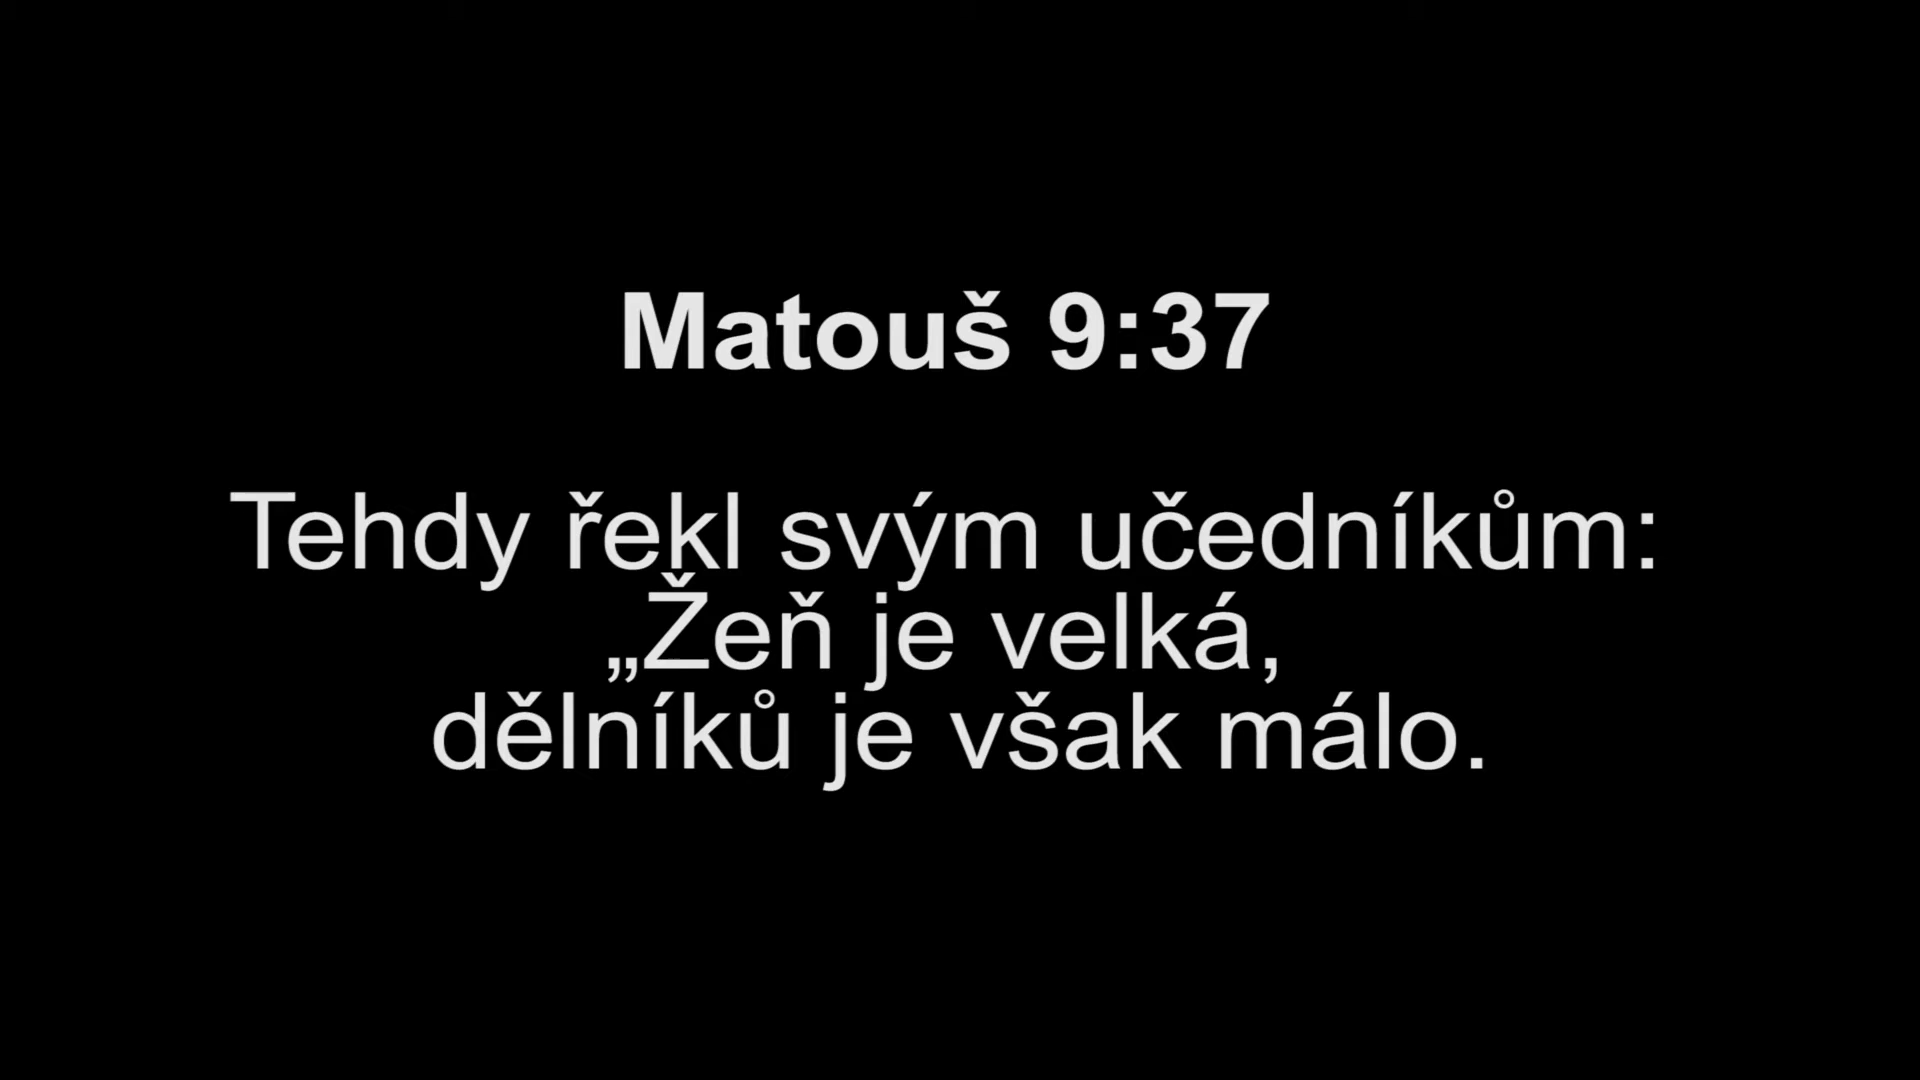 Matouš 9:37
Tehdy řekl svým učedníkům:
„Žeň je velká,
dělníků je však málo.